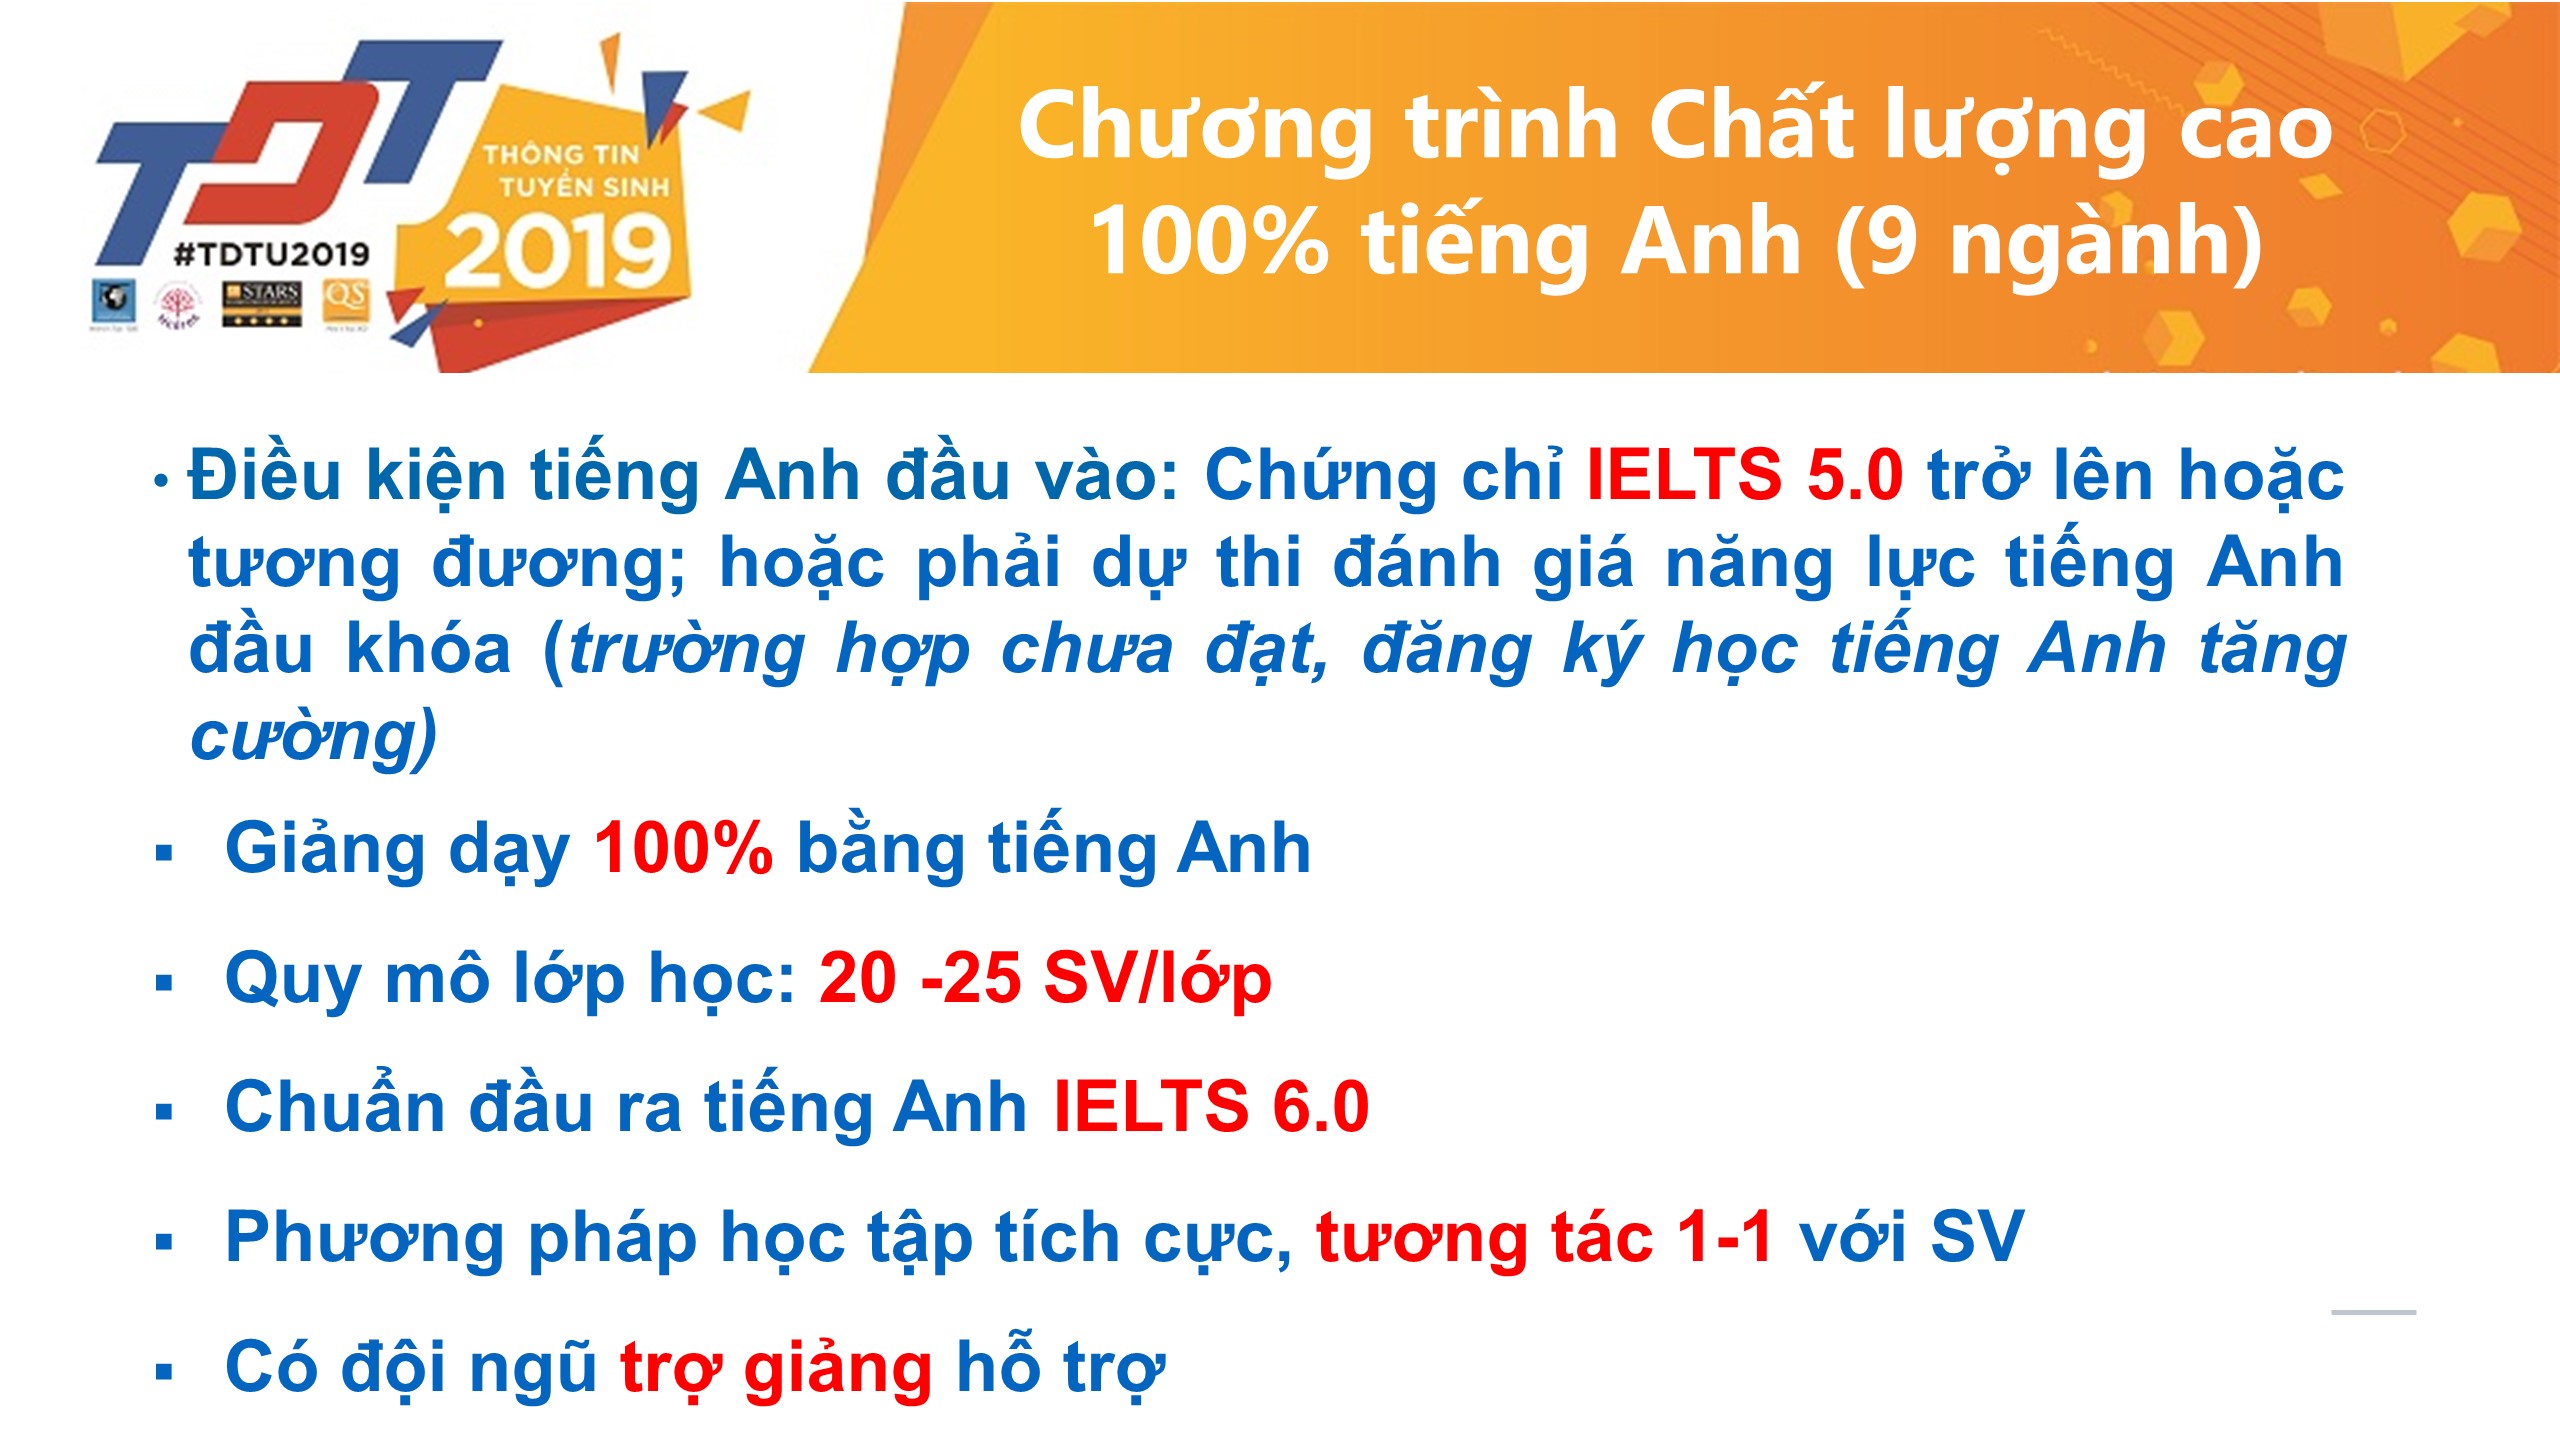 TDT
THÔNG TIN
TUYỂN SINH
2019
#TDTU2019
STARS
QS
Chương trình Chất lượng cao
100% tiếng Anh (9 ngành)
• Điều kiện tiếng Anh đầu vào: Chứng chỉ IELTS 5.0 trở lên hoặc
tương đương; hoặc phải dự thi đánh giá năng lực tiếng Anh
đầu khóa (trường hợp chưa đạt, đăng ký học tiếng Anh tăng
cường)
▪ Giảng dạy 100% bằng tiếng Anh
▪ Quy mô lớp học: 20 -25 SV/lớp
▪ Chuẩn đầu ra tiếng Anh IELTS 6.0
▪ Phương pháp học tập tích cực, tương tác 1-1 với SV
▪ Có đội ngũ trợ giảng hỗ trợ